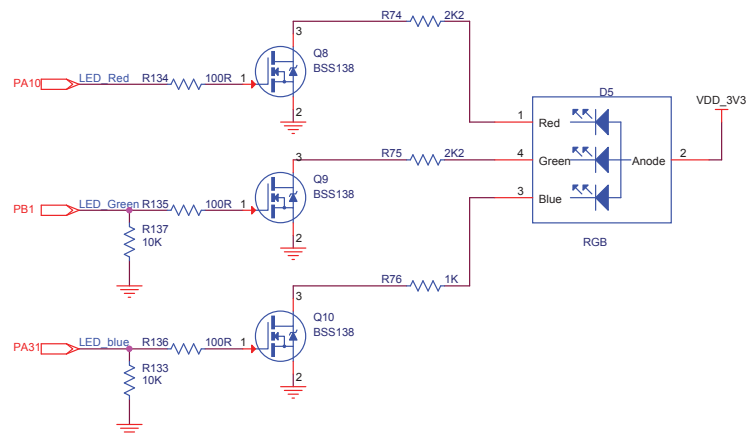 R74 2K2
3
Q8
BSS138
PA10 LED_Red R134 100R 1
2
D5
VDD_3V3
1 Red
R75 2K2
4 Green Anode 2
3 Blue
RGB
3
Q9
BSS138
PB1 LED_Green R135 100R 1
2
R137
10K
R76 1K
3
Q10
BSS138
PA31 LED_blue R136 100R 1
2
R133
10K